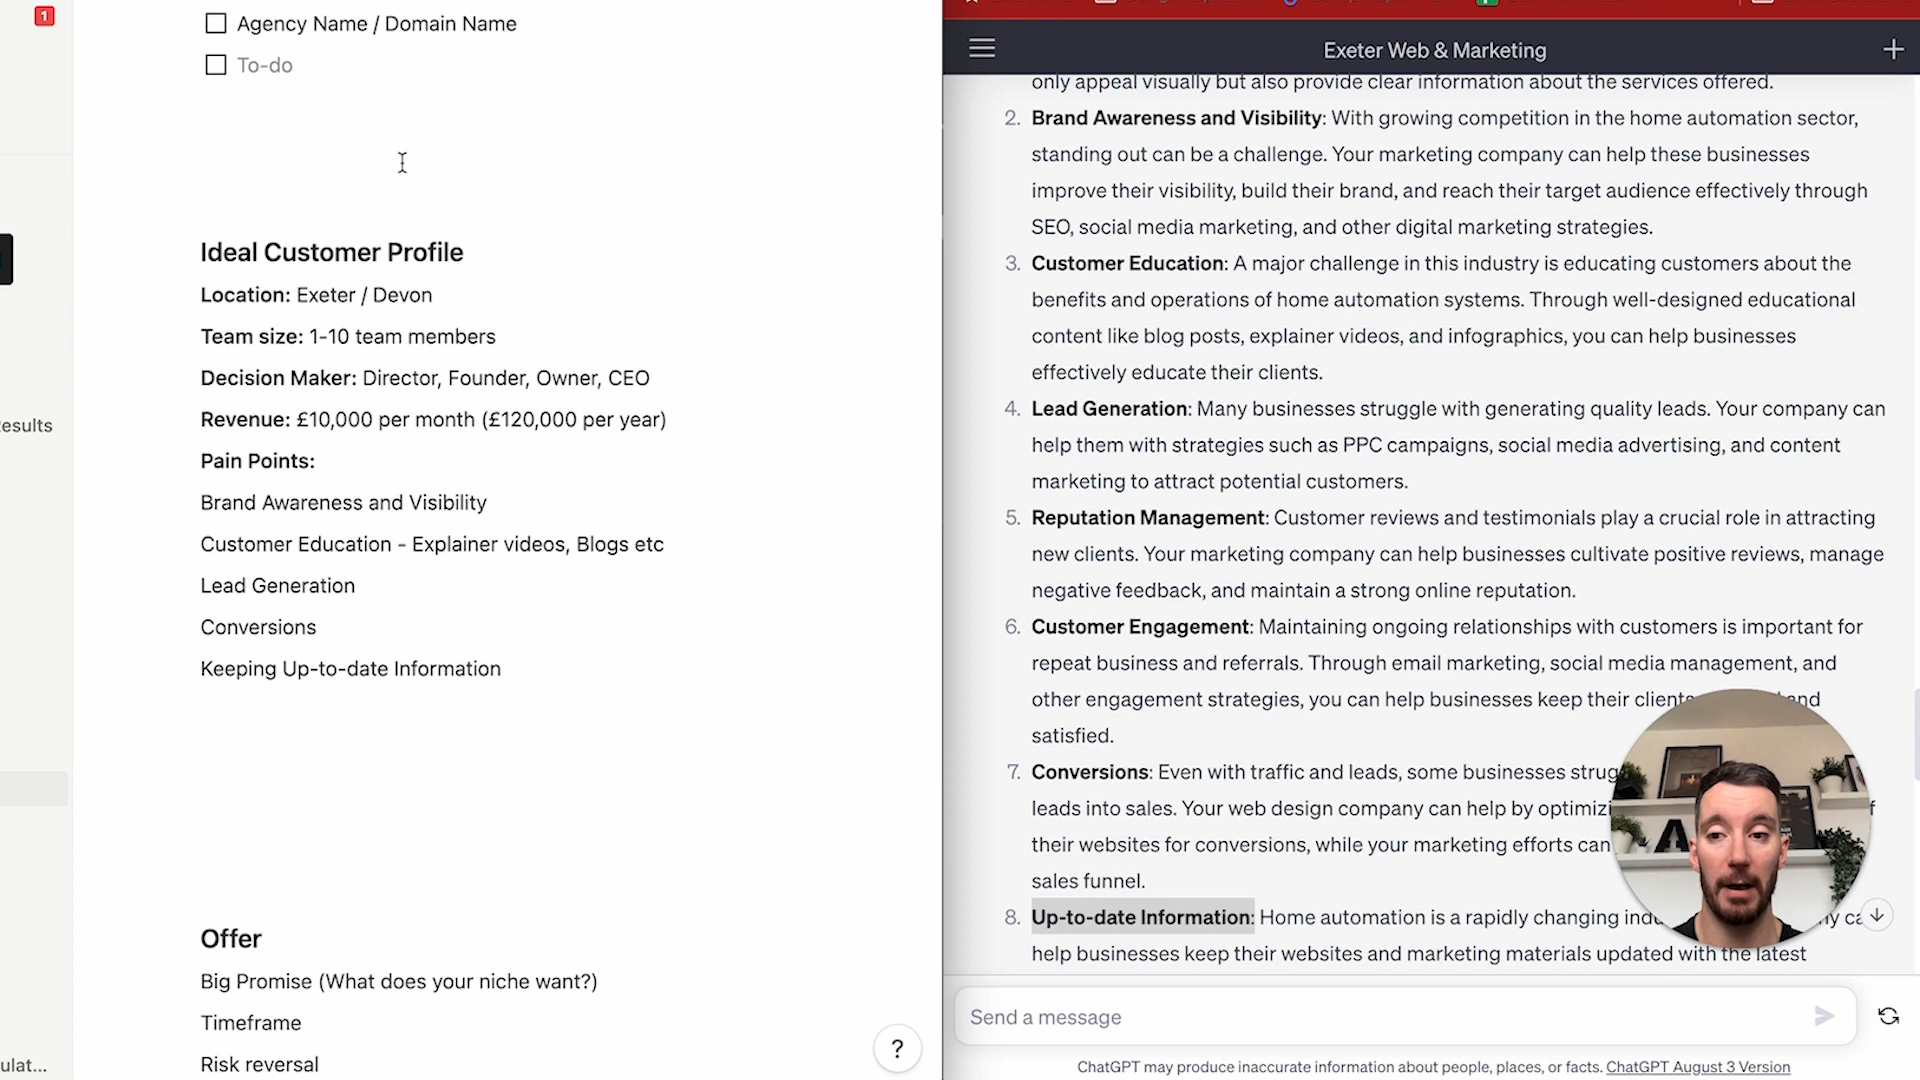 1
Agency Name / Domain Name
To-do
Ideal Customer Profile
Location: Exeter / Devon
Team size: 1-10 team members
Decision Maker: Director, Founder, Owner, CEO
Revenue: £10,000 per month (£120,000 per year)
Pain Points:
Brand Awareness and Visibility
Customer Education - Explainer videos, Blogs etc
Lead Generation
Conversions
Keeping Up-to-date Information
Offer
Big Promise (What does your niche want?)
Timeframe
Risk reversal
?
Exeter Web & Marketing
only appeal visually but also provide clear information about the services offered.
2. Brand Awareness and Visibility: With growing competition in the home automation sector,
standing out can be a challenge. Your marketing company can help these businesses
improve their visibility, build their brand, and reach their target audience effectively through
SEO, social media marketing, and other digital marketing strategies.
3. Customer Education: A major challenge in this industry is educating customers about the
benefits and operations of home automation systems. Through well-designed educational
content like blog posts, explainer videos, and infographics, you can help businesses
effectively educate their clients.
4. Lead Generation: Many businesses struggle with generating quality leads. Your company can
help them with strategies such as PPC campaigns, social media advertising, and content
marketing to attract potential customers.
5. Reputation Management: Customer reviews and testimonials play a crucial role in attracting
new clients. Your marketing company can help businesses cultivate positive reviews, manage
negative feedback, and maintain a strong online reputation.
6. Customer Engagement: Maintaining ongoing relationships with customers is important for
repeat business and referrals. Through email marketing, social media management, and
other engagement strategies, you can help businesses keep their
satisfied.
7. Conversions: Even with traffic and leads, some businesses
leads into sales. Your web design company can help by
their websites for conversions, while your marketing efforts can
sales funnel.
8. Up-to-date Information: Home automation is a rapidly changing
help businesses keep their websites and marketing materials updated with the latest
Send a message
ChatGPT may produce inaccurate information about people, places, or facts. ChatGPT August 3 Version